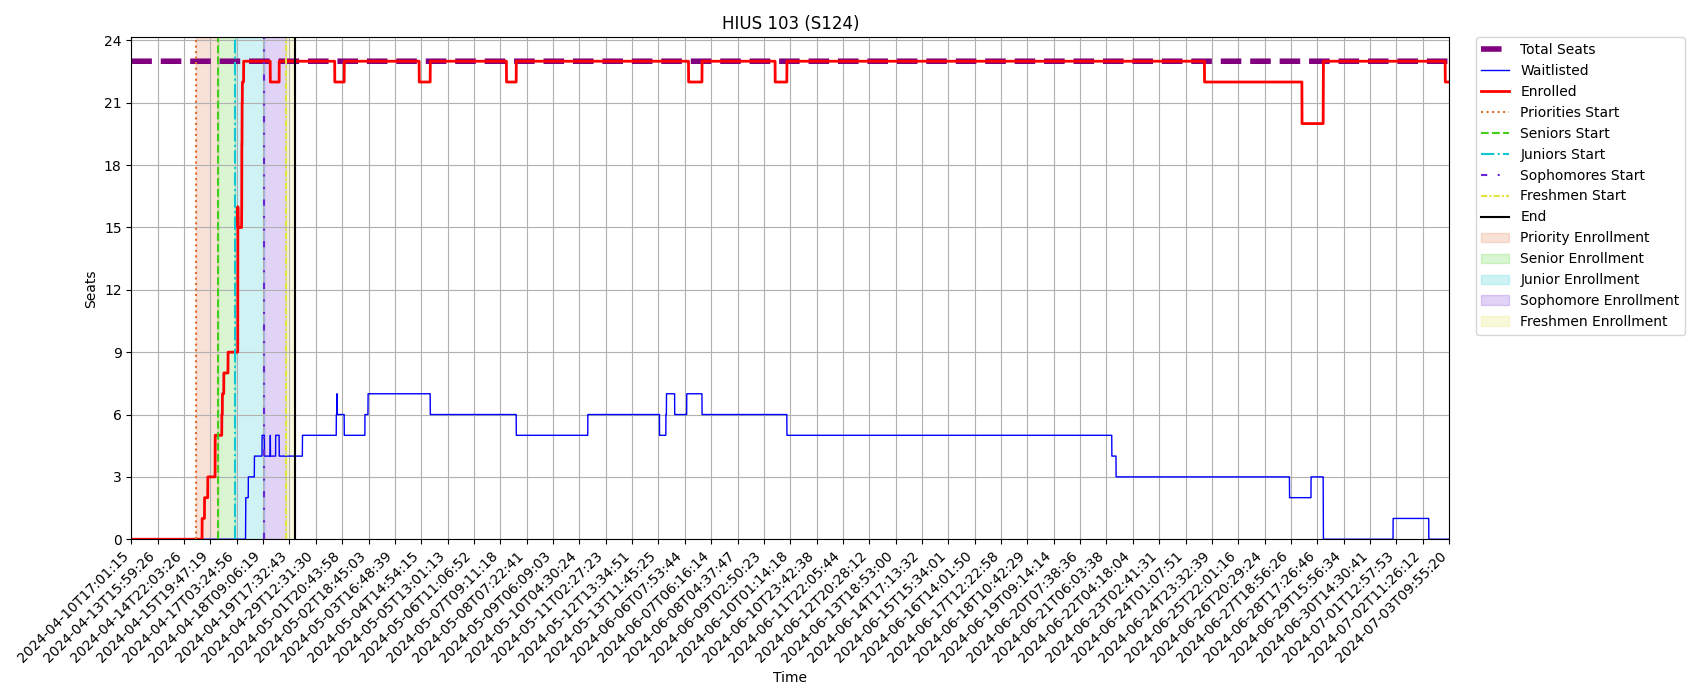 HIUS 103 (S124)
Seats
24
21
18
15
12
9
6
3
0
2024-04-10T17:01:15
2024-04-13T15:59:26
2024-04-14T22:03:26
2024-04-15T19:47:19
2024-04-17T03:24:56
2024-04-18T09:06:19
2024-04-19T17:32:43
2024-04-29T12:31:30
2024-05-01T20:43:58
2024-05-02T18:45:03
2024-05-03T16:48:39
2024-05-04T14:54:15
2024-05-05T13:01:13
2024-05-06T11:06:52
2024-05-07T09:11:18
2024-05-08T07:22:41
2024-05-09T06:09:03
2024-05-10T04:30:24
2024-05-11T02:27:23
2024-05-12T13:34:51
2024-05-13T11:45:25
2024-06-06T07:53:44
2024-06-07T06:16:14
2024-06-08T04:37:47
2024-06-09T02:50:23
2024-06-10T01:14:18
2024-06-10T23:42:38
2024-06-11T22:05:44
2024-06-12T20:28:12
2024-06-13T18:53:00
2024-06-14T17:13:32
2024-06-15T15:34:01
2024-06-16T14:01:50
2024-06-17T12:22:58
2024-06-18T10:42:29
2024-06-19T09:14:14
2024-06-20T07:38:36
2024-06-21T06:03:38
2024-06-22T04:18:04
2024-06-23T02:41:31
2024-06-24T01:07:51
2024-06-24T23:32:39
2024-06-25T22:01:16
2024-06-26T20:29:24
2024-06-27T18:56:26
2024-06-28T17:26:46
2024-06-29T15:56:34
2024-06-30T14:30:41
2024-07-01T12:57:53
2024-07-02T11:26:12
2024-07-03T09:55:20
Time
Total Seats
Waitlisted
Enrolled
Priorities Start
Seniors Start
Juniors Start
Sophomores Start
Freshmen Start
End
Priority Enrollment
Senior Enrollment
Junior Enrollment
Sophomore Enrollment
Freshmen Enrollment